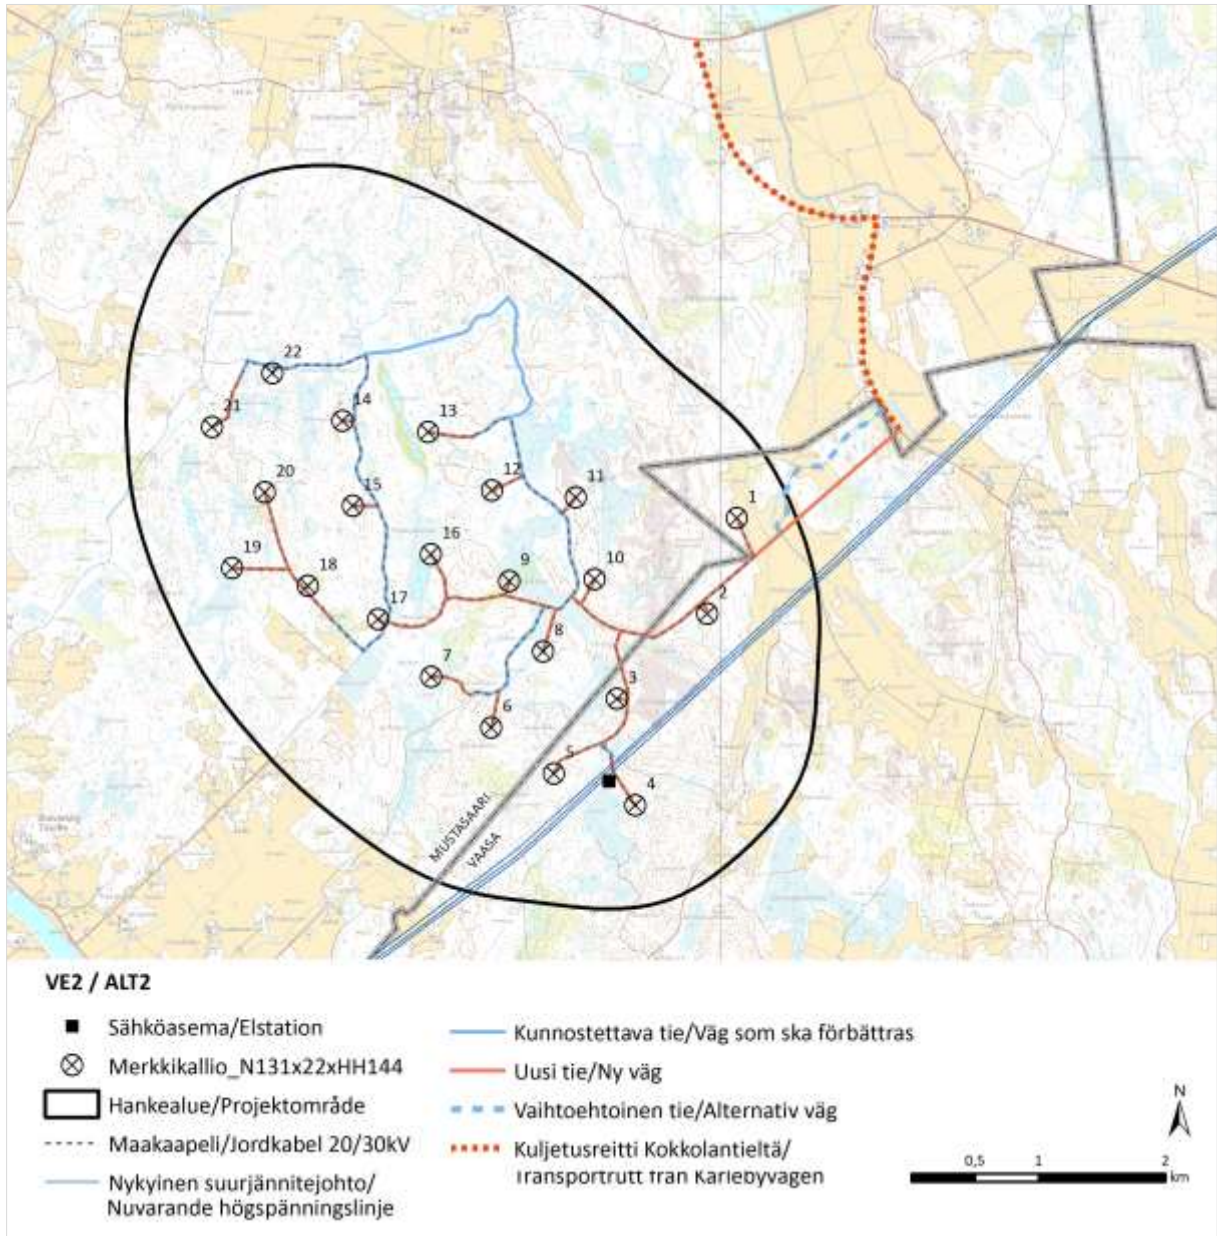 22
21
14
13
20
12
11
15
1
16
19
18
9
10
17
2
8
7
3
6
5
4
MUSTASAARI
VAASA
VE2 / ALT2
Sähköasema/Elstation
Merkkikallio_N131x22xHH144
Hankealue/Projektområde
Maakaapeli/Jordkabel 20/30kV
Nykyinen suurjännitejohto/
Nuvarande högspänningslinje
Kunnostettava tie/Väg som ska förbättras
Uusi tie/Ny väg
Vaihtoehtoinen tie/Alternativ väg
Kuljetusreitti Kokkolantieltä/
Transportrutt från Karlebyvägen
N
0,5 1 2
km